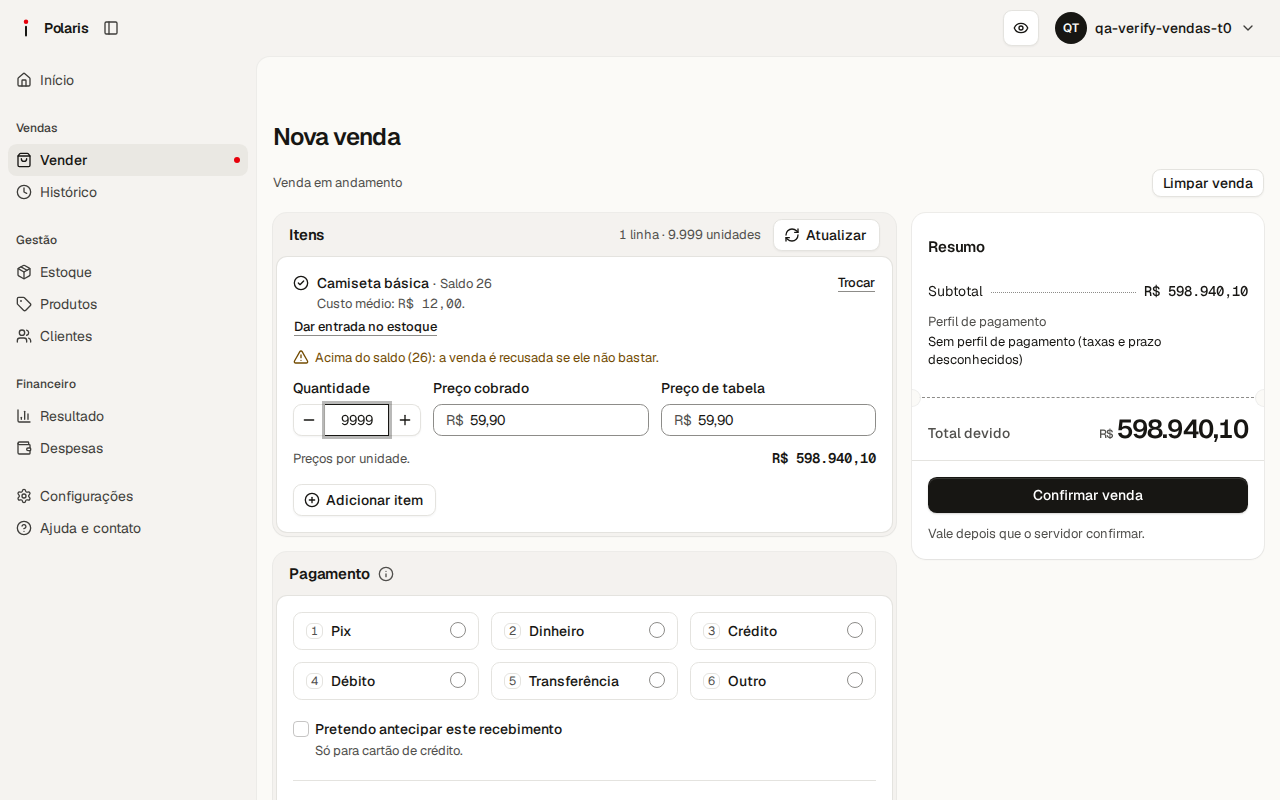 Polaris
QT qa-verify-vendas-t0
Início
Vendas
Vender
Histórico
Gestão
Estoque
Produtos
Clientes
Financeiro
Resultado
Despesas
Configurações
Ajuda e contato
Nova venda
Venda em andamento
Limpar venda
Itens
1 linha · 9.999 unidades
Atualizar
Camiseta básica · Saldo 26
Trocar
Custo médio: R$ 12,00.
Dar entrada no estoque
Acima do saldo (26): a venda é recusada se ele não bastar.
Quantidade Preço cobrado Preço de tabela
9999 R$ 59,90 R$ 59,90
Preços por unidade. R$ 598.940,10
Adicionar item
Pagamento
1 Pix 2 Dinheiro 3 Crédito
4 Débito 5 Transferência 6 Outro
Pretendo antecipar este recebimento
Só para cartão de crédito.
Resumo
Subtotal R$ 598.940,10
Perfil de pagamento
Sem perfil de pagamento (taxas e prazo
desconhecidos)
Total devido R$ 598.940,10
Confirmar venda
Vale depois que o servidor confirmar.